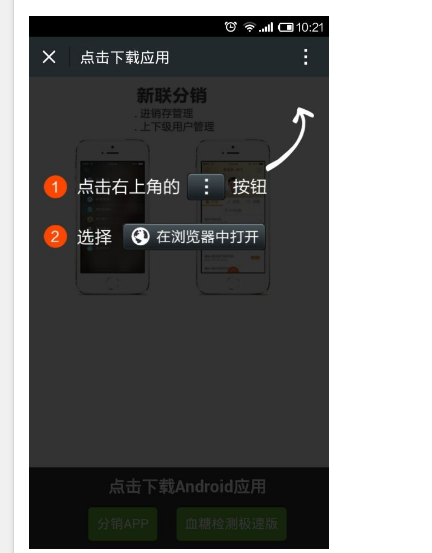 10:21
点击下载应用
新联分销
. 进销存管理
. 上下级用户管理
1 点击右上角的 按钮
2 选择 在浏览器中打开
点击下载Android应用
分销APP 血糖检测极速版